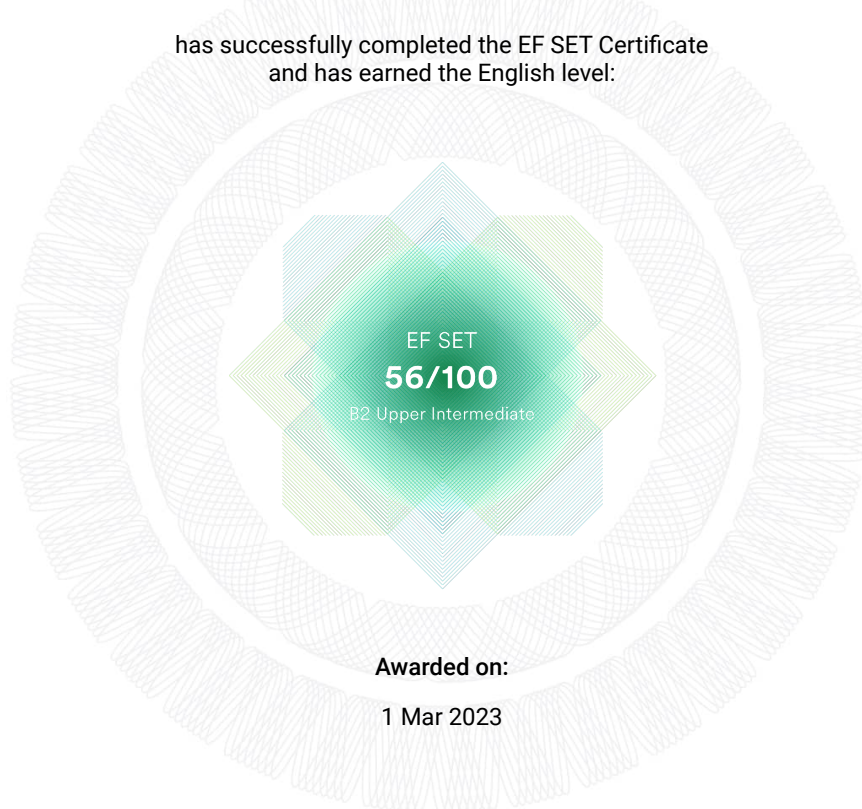 has successfully completed the EF SET Certificate
and has earned the English level:
EF SET
56/100
B2 Upper Intermediate
Awarded on:
1 Mar 2023